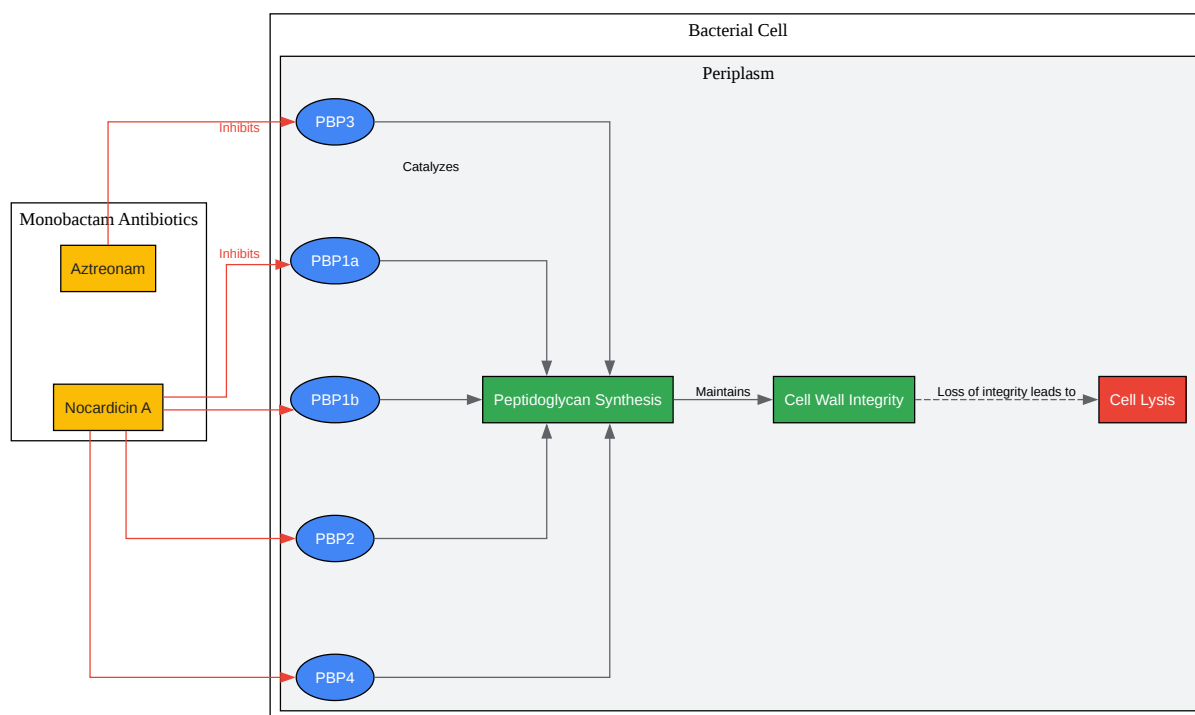 Bacterial Cell
Periplasm
PBP3
Inhibits
Catalyzes
Monobactam Antibiotics
Aztreonam
Inhibits
PBP1a
Nocardicin A
PBP1b
Peptidoglycan Synthesis
Maintains
Cell Wall Integrity
Loss of integrity leads to
Cell Lysis
PBP2
PBP4